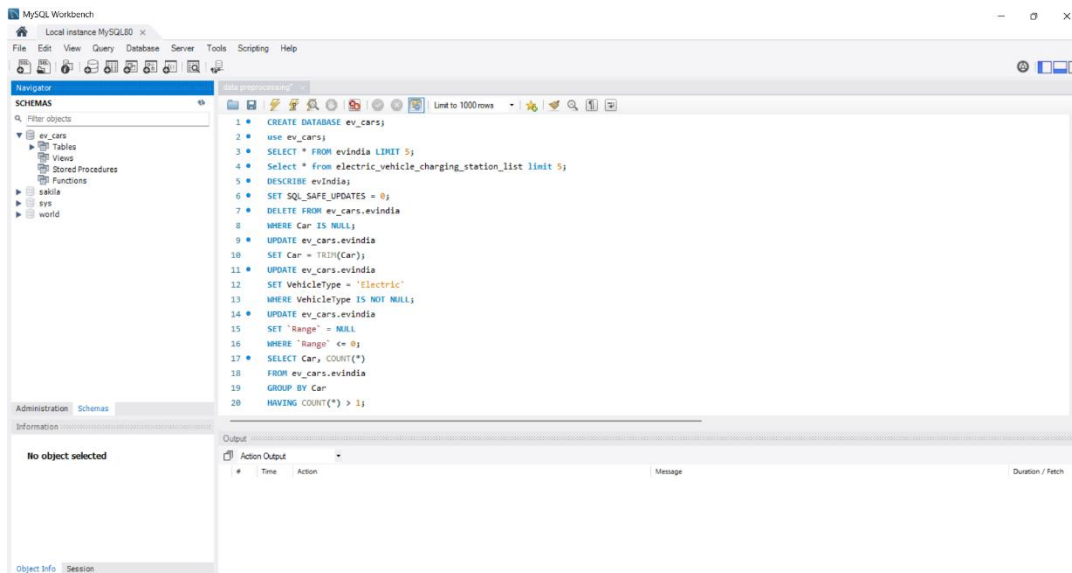 MySQL Workbench
Local instance MySQL80 ×
File Edit View Query Database Server Tools Scripting Help
Navigator
data preprocessing* ×
SCHEMAS
Limit to 1000 rows
Filter objects
ev_cars
Tables
Views
Stored Procedures
Functions
sakila
sys
world
1 CREATE DATABASE ev_cars;
2 use ev_cars;
3 SELECT * FROM evindia LIMIT 5;
4 Select * from electric_vehicle_charging_station_list limit 5;
5 DESCRIBE evIndia;
6 SET SQL_SAFE_UPDATES = 0;
7 DELETE FROM ev_cars.evindia
8 WHERE Car IS NULL;
9 UPDATE ev_cars.evindia
10 SET Car = TRIM(Car);
11 UPDATE ev_cars.evindia
12 SET VehicleType = 'Electric'
13 WHERE VehicleType IS NOT NULL;
14 UPDATE ev_cars.evindia
15 SET `Range` = NULL
16 WHERE `Range` <= 0;
17 SELECT Car, COUNT(*)
18 FROM ev_cars.evindia
19 GROUP BY Car
20 HAVING COUNT(*) > 1;
Administration Schemas
Information
No object selected
Output
Action Output
# Time Action Message Duration / Fetch
Object Info Session